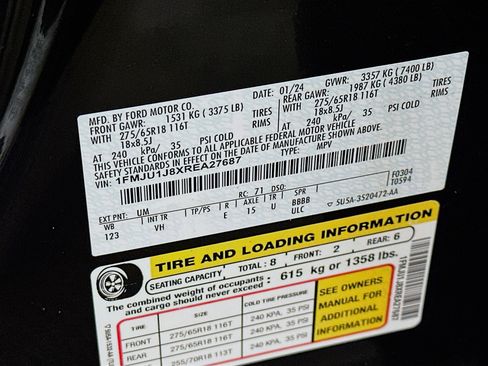 MFD. BY FORD MOTOR CO.
DATE: 01/24 GVWR: 3357 KG (7400 LB)
FRONT GAWR: 1531 KG (3375 LB) REAR GAWR: 1987 KG (4380 LB)
WITH 275/65R18 116T TIRES WITH 275/65R18 116T TIRES
18x8.5J RIMS 18x8.5J RIMS
AT 240 kPa/ 35 PSI COLD AT 240 kPa/ 35 PSI COLD
THIS VEHICLE CONFORMS TO ALL APPLICABLE FEDERAL MOTOR VEHICLE
SAFETY STANDARDS IN EFFECT ON THE DATE OF MANUFACTURE SHOWN ABOVE.
VIN: 1FMJU1J8XREA27687 TYPE: MPV
F0304
T0594
EXT PNT: UM RC: 71 DSO:
WB INT TR TP/PS R AXLE TR SPR
123 VH E 15 U BBBB
ULC
▽ SU5A-3520472-AA
TIRE AND LOADING INFORMATION
SEATING CAPACITY TOTAL: 8 FRONT: 2 REAR: 6
The combined weight of occupants and cargo should never exceed: 615 kg or 1358 lbs.
TIRE SIZE COLD TIRE PRESSURE
FRONT 275/65R18 116T 240 KPA, 35 PSI
REAR 275/65R18 116T 240 KPA, 35 PSI
255/70R18 113T 240 KPA, 35 PSI
SEE OWNERS
MANUAL FOR
ADDITIONAL
INFORMATION
1FMJU1J8XREA27687